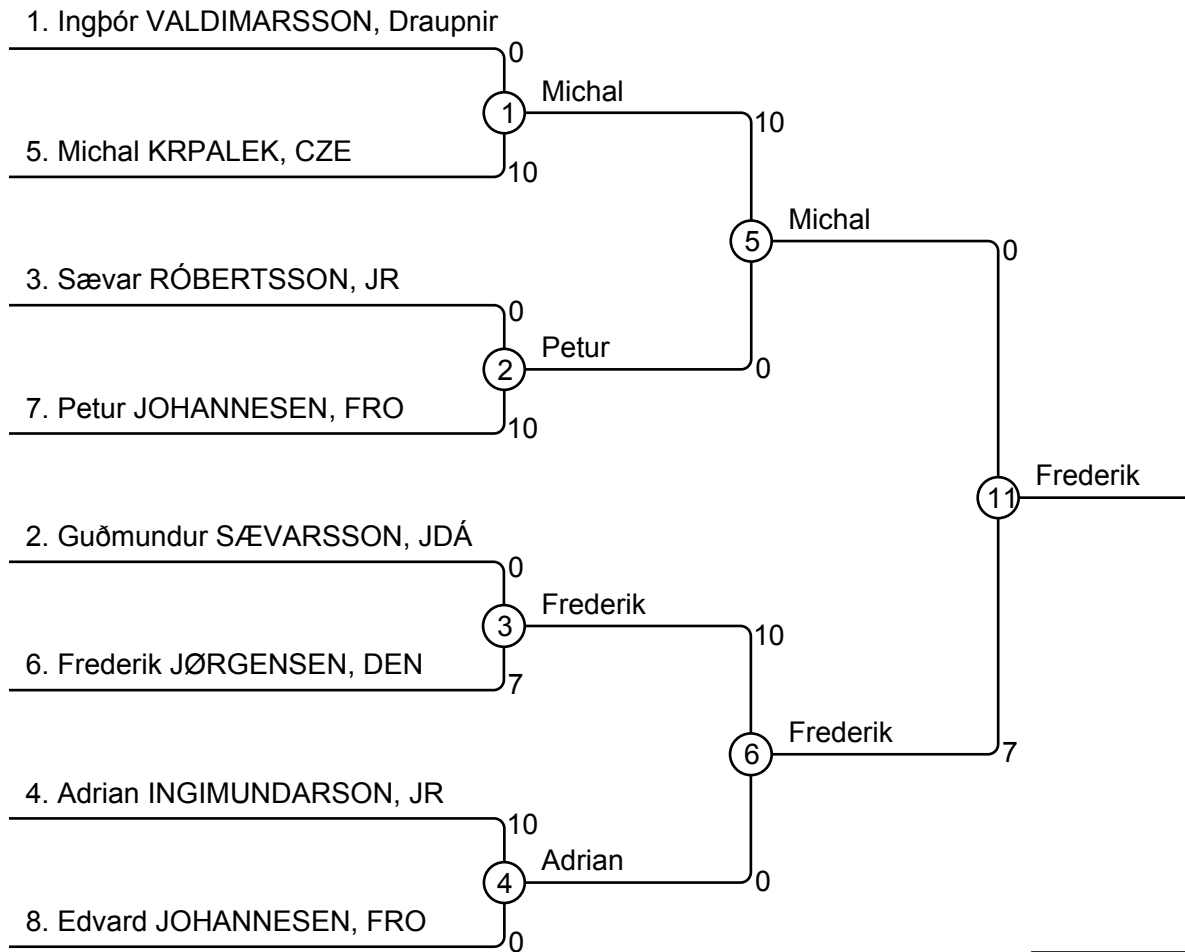 1. Ingþór VALDIMARSSON, Draupnir
0
Michal
1
10
5. Michal KRPALEK, CZE
10
Michal
5
0
3. Sævar RÓBERTSSON, JR
0
Petur
2
0
7. Petur JOHANNESEN, FRO
10
Frederik
11
2. Guðmundur SÆVARSSON, JDÁ
0
Frederik
3
10
6. Frederik JØRGENSEN, DEN
7
Frederik
6
7
4. Adrian INGIMUNDARSON, JR
10
Adrian
4
0
8. Edvard JOHANNESEN, FRO
0